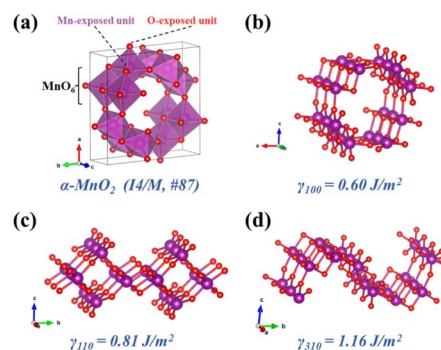 (a) Mn-exposed unit O-exposed unit (b)
MnO6
a
b c
α-MnO2 (I4/M, #87)
c
a
γ100 = 0.60 J/m²
(c) (d)
c
b
c
b
γ110 = 0.81 J/m² γ310 = 1.16 J/m²